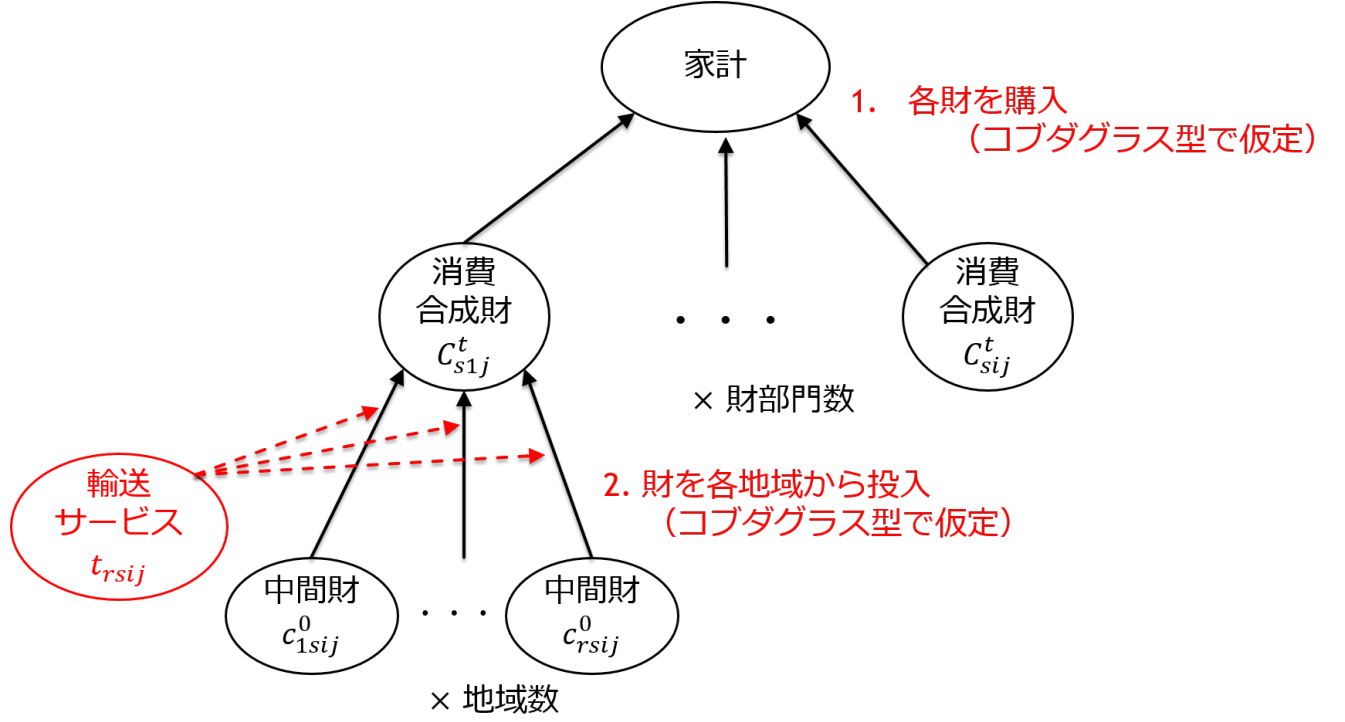 家計
1. 各財を購入
（コブダグラス型で仮定）
消費
合成財
C^t_{s1j}
・・・
消費
合成財
C^t_{sij}
× 財部門数
輸送
サービス
t_{rsij}
2. 財を各地域から投入
（コブダグラス型で仮定）
中間財
c^0_{1sij}
・・・
中間財
c^0_{rsij}
× 地域数